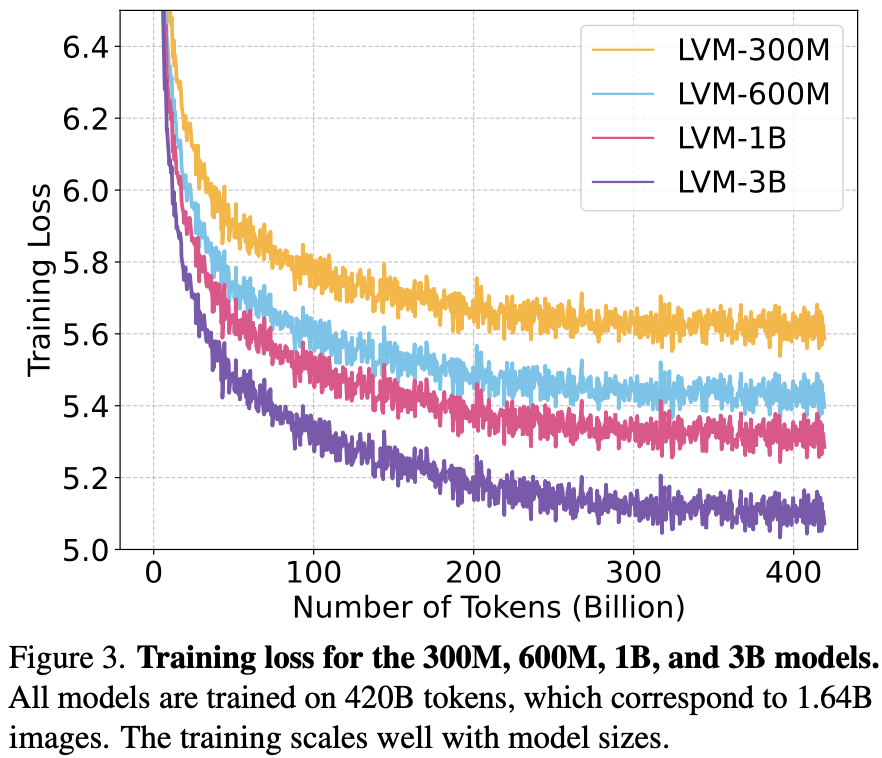 LVM-300M
LVM-600M
LVM-1B
LVM-3B
6.4
6.2
6.0
5.8
5.6
5.4
5.2
5.0
Training Loss
0 100 200 300 400
Number of Tokens (Billion)
Figure 3. Training loss for the 300M, 600M, 1B, and 3B models.
All models are trained on 420B tokens, which correspond to 1.64B
images. The training scales well with model sizes.